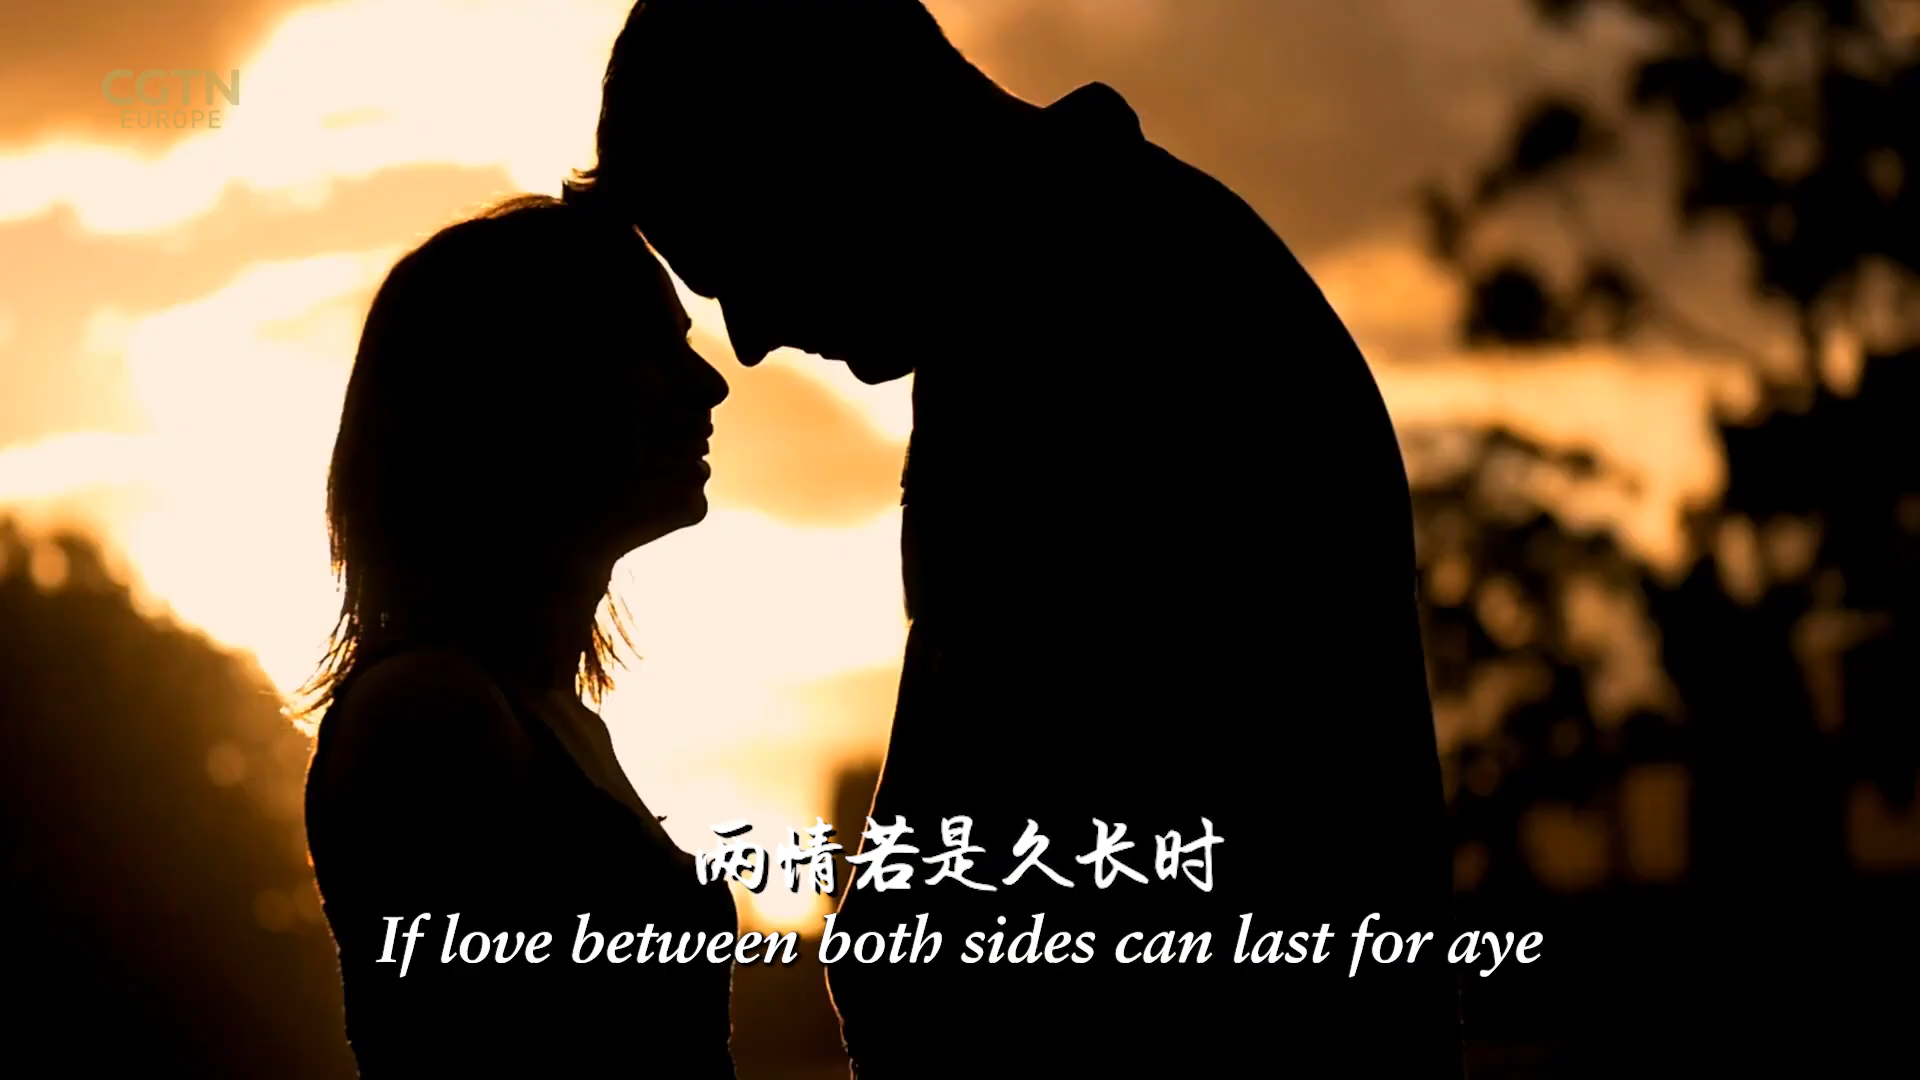 CGTN
EUROPE
两情若是久长时
If love between both sides can last for aye